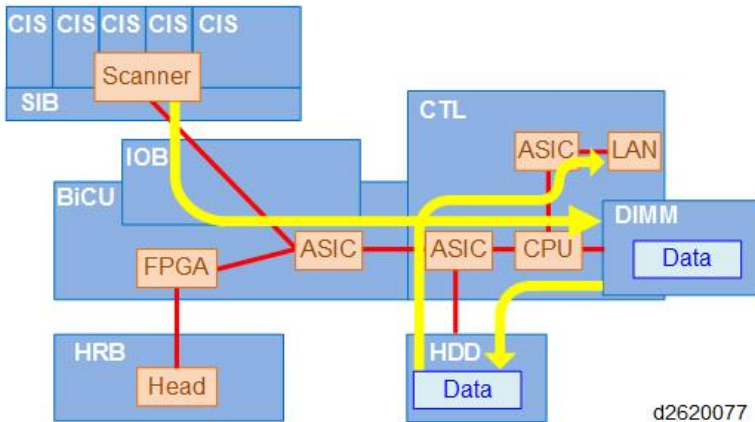 CIS CIS CIS CIS CIS
Scanner
SIB
CTL
IOB
ASIC LAN
BiCU
DIMM
ASIC ASIC CPU Data
FPGA
HRB HDD
Head Data
d2620077